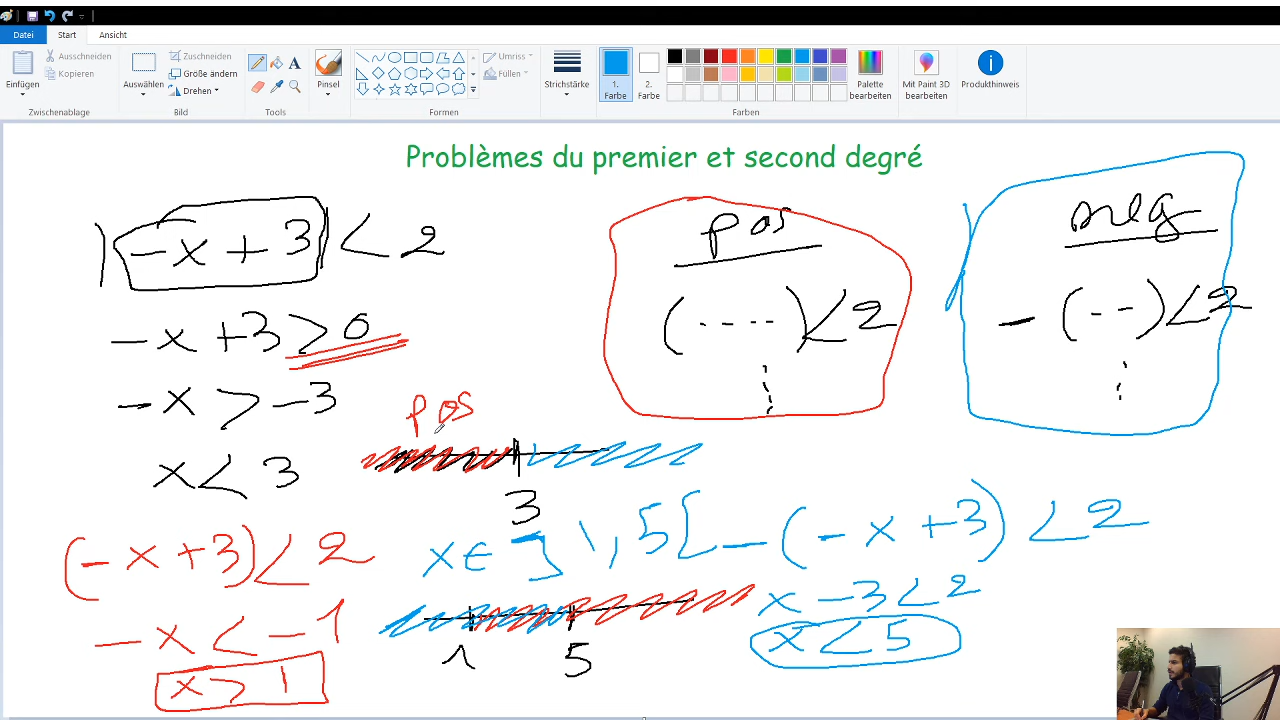 Datei Start Ansicht
Einfügen
Ausschneiden
Auswählen
Zuschneiden
Größe ändern
Drehen
Pinsel
Umriss
Füllen
Strichstärke
1. Farbe
2. Farbe
Palette bearbeiten
Mit Paint 3D bearbeiten
Produkthinweis
Zwischenablage Bild Tools Formen Farben
Problèmes du premier et second degré
|-x+3|<2
-x+3>0
-x>-3
x<3
pos
(----)<2
neg
-(--)<2
pos
3
(-x+3)<2
-x<-1
x>1
x∈]1,5[
1 5
-(-x+3)<2
x-3<2
x<5